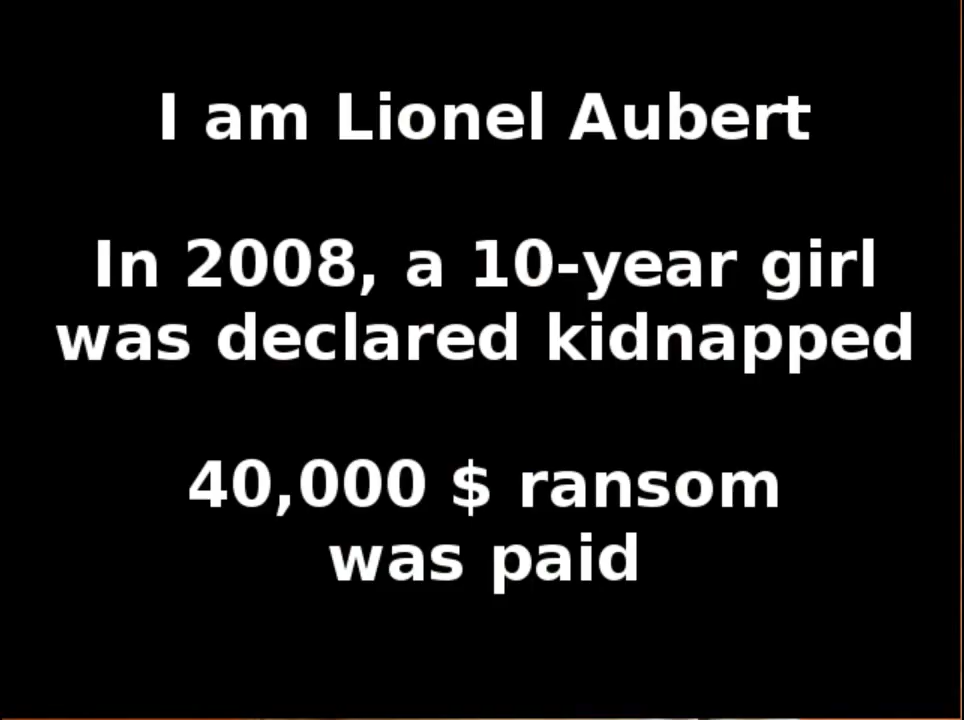 I am Lionel Aubert
In 2008, a 10-year girl
was declared kidnapped
40,000 $ ransom
was paid